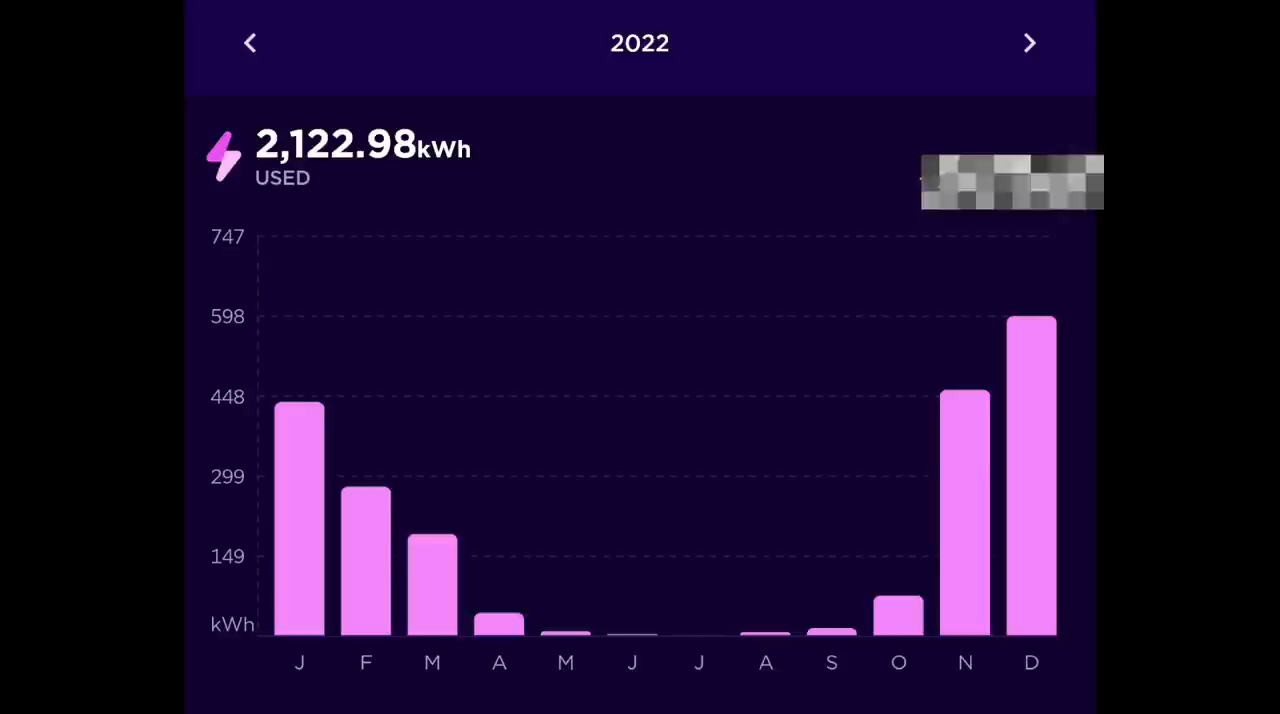 2022
2,122.98kWh
USED
747
598
448
299
149
kWh
J F M A M J J A S O N D